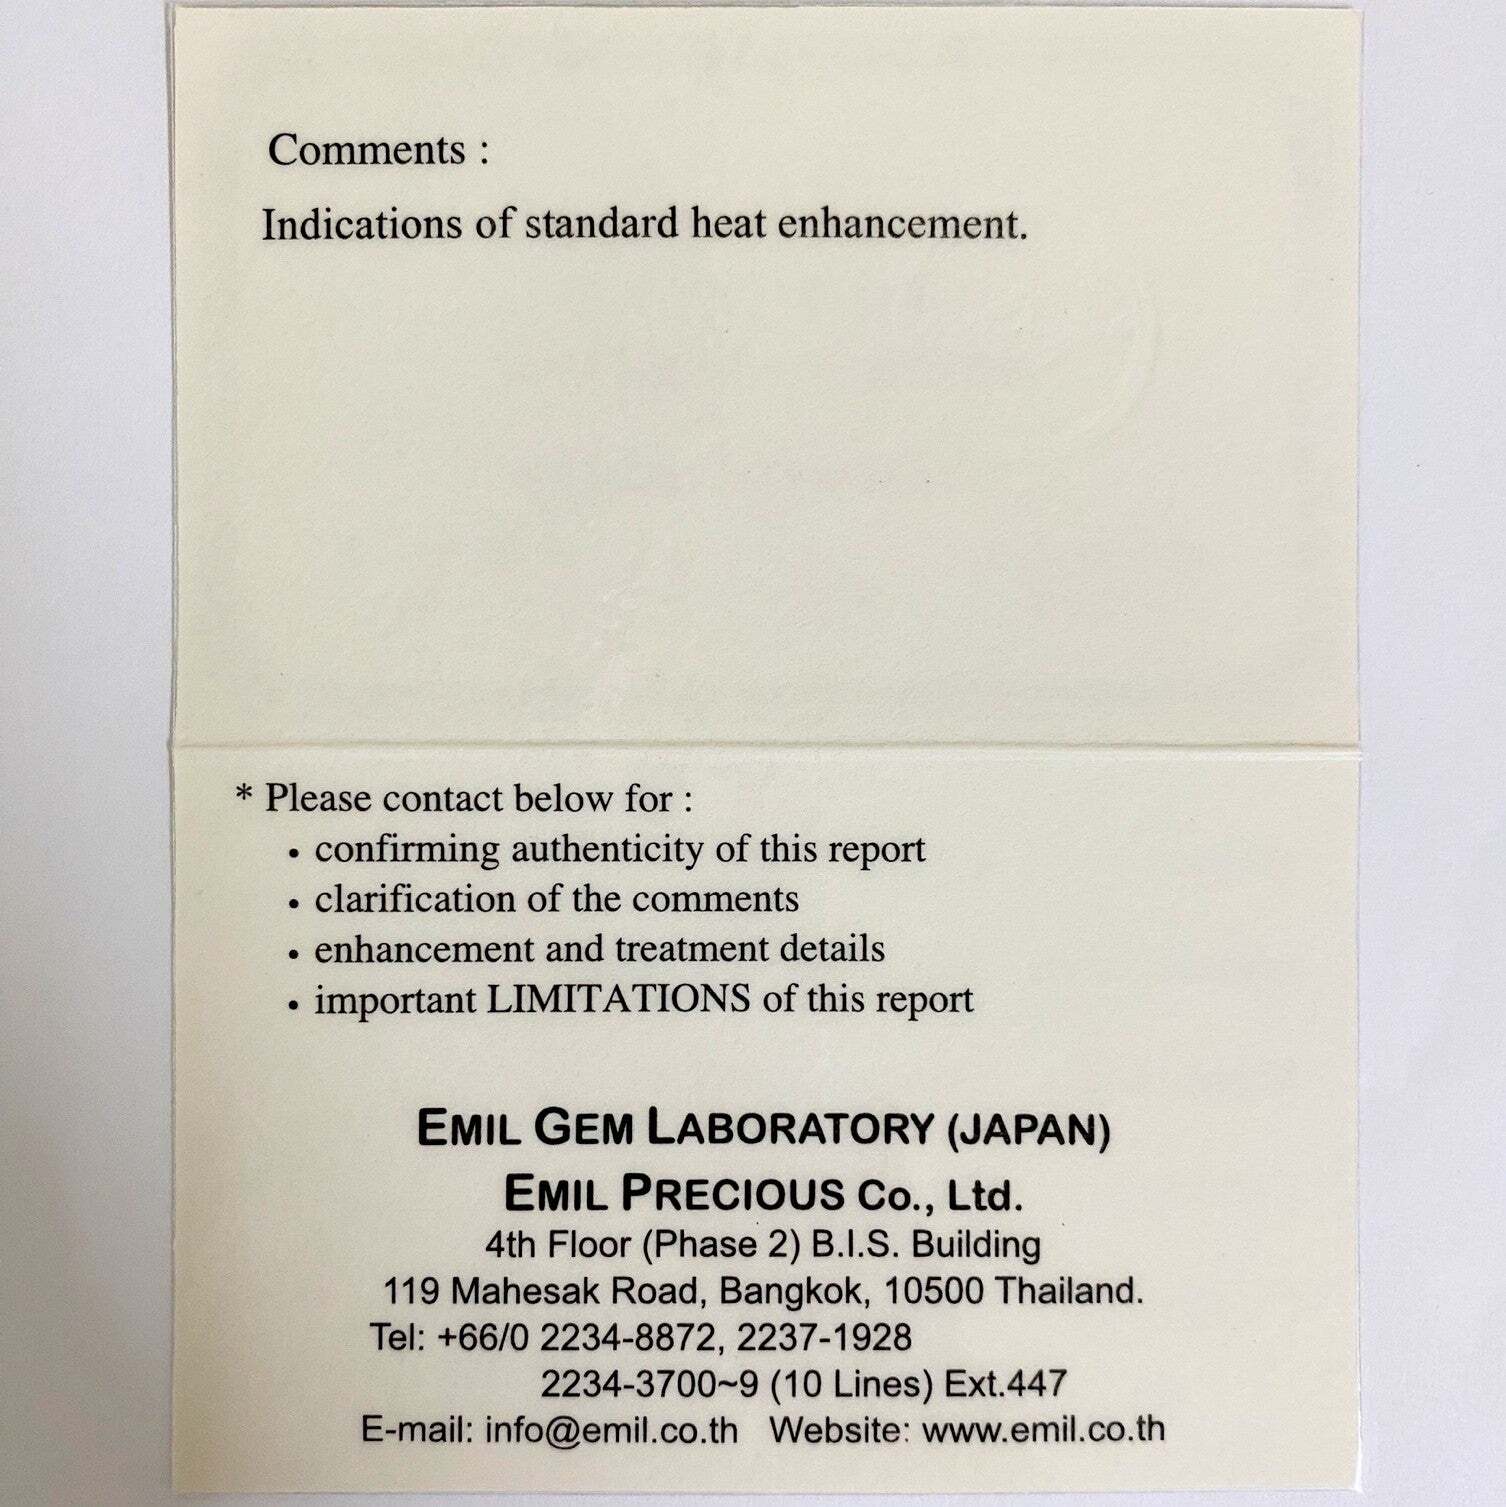 Comments :
Indications of standard heat enhancement.
* Please contact below for :
• confirming authenticity of this report
• clarification of the comments
• enhancement and treatment details
• important LIMITATIONS of this report
EMIL GEM LABORATORY (JAPAN)
EMIL PRECIOUS Co., Ltd.
4th Floor (Phase 2) B.I.S. Building
119 Mahesak Road, Bangkok, 10500 Thailand.
Tel: +66/0 2234-8872, 2237-1928
2234-3700~9 (10 Lines) Ext.447
E-mail: info@emil.co.th Website: www.emil.co.th